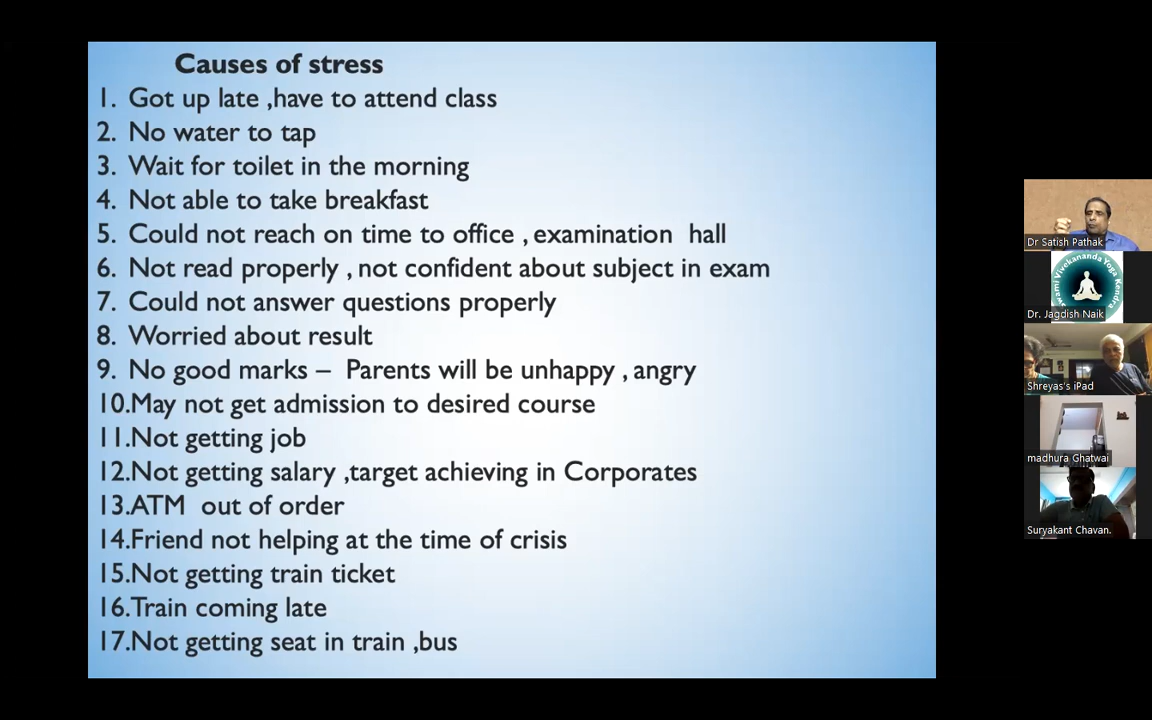 Causes of stress
1. Got up late ,have to attend class
2. No water to tap
3. Wait for toilet in the morning
4. Not able to take breakfast
5. Could not reach on time to office , examination hall
6. Not read properly , not confident about subject in exam
7. Could not answer questions properly
8. Worried about result
9. No good marks – Parents will be unhappy , angry
10.May not get admission to desired course
11.Not getting job
12.Not getting salary ,target achieving in Corporates
13.ATM out of order
14.Friend not helping at the time of crisis
15.Not getting train ticket
16.Train coming late
17.Not getting seat in train ,bus
Dr Satish Pathak
Swami Vivekananda Yoga Kendra
Dr. Jagdish Naik
Shreyas's iPad
madhura Ghatwai
Suryakant Chavan.